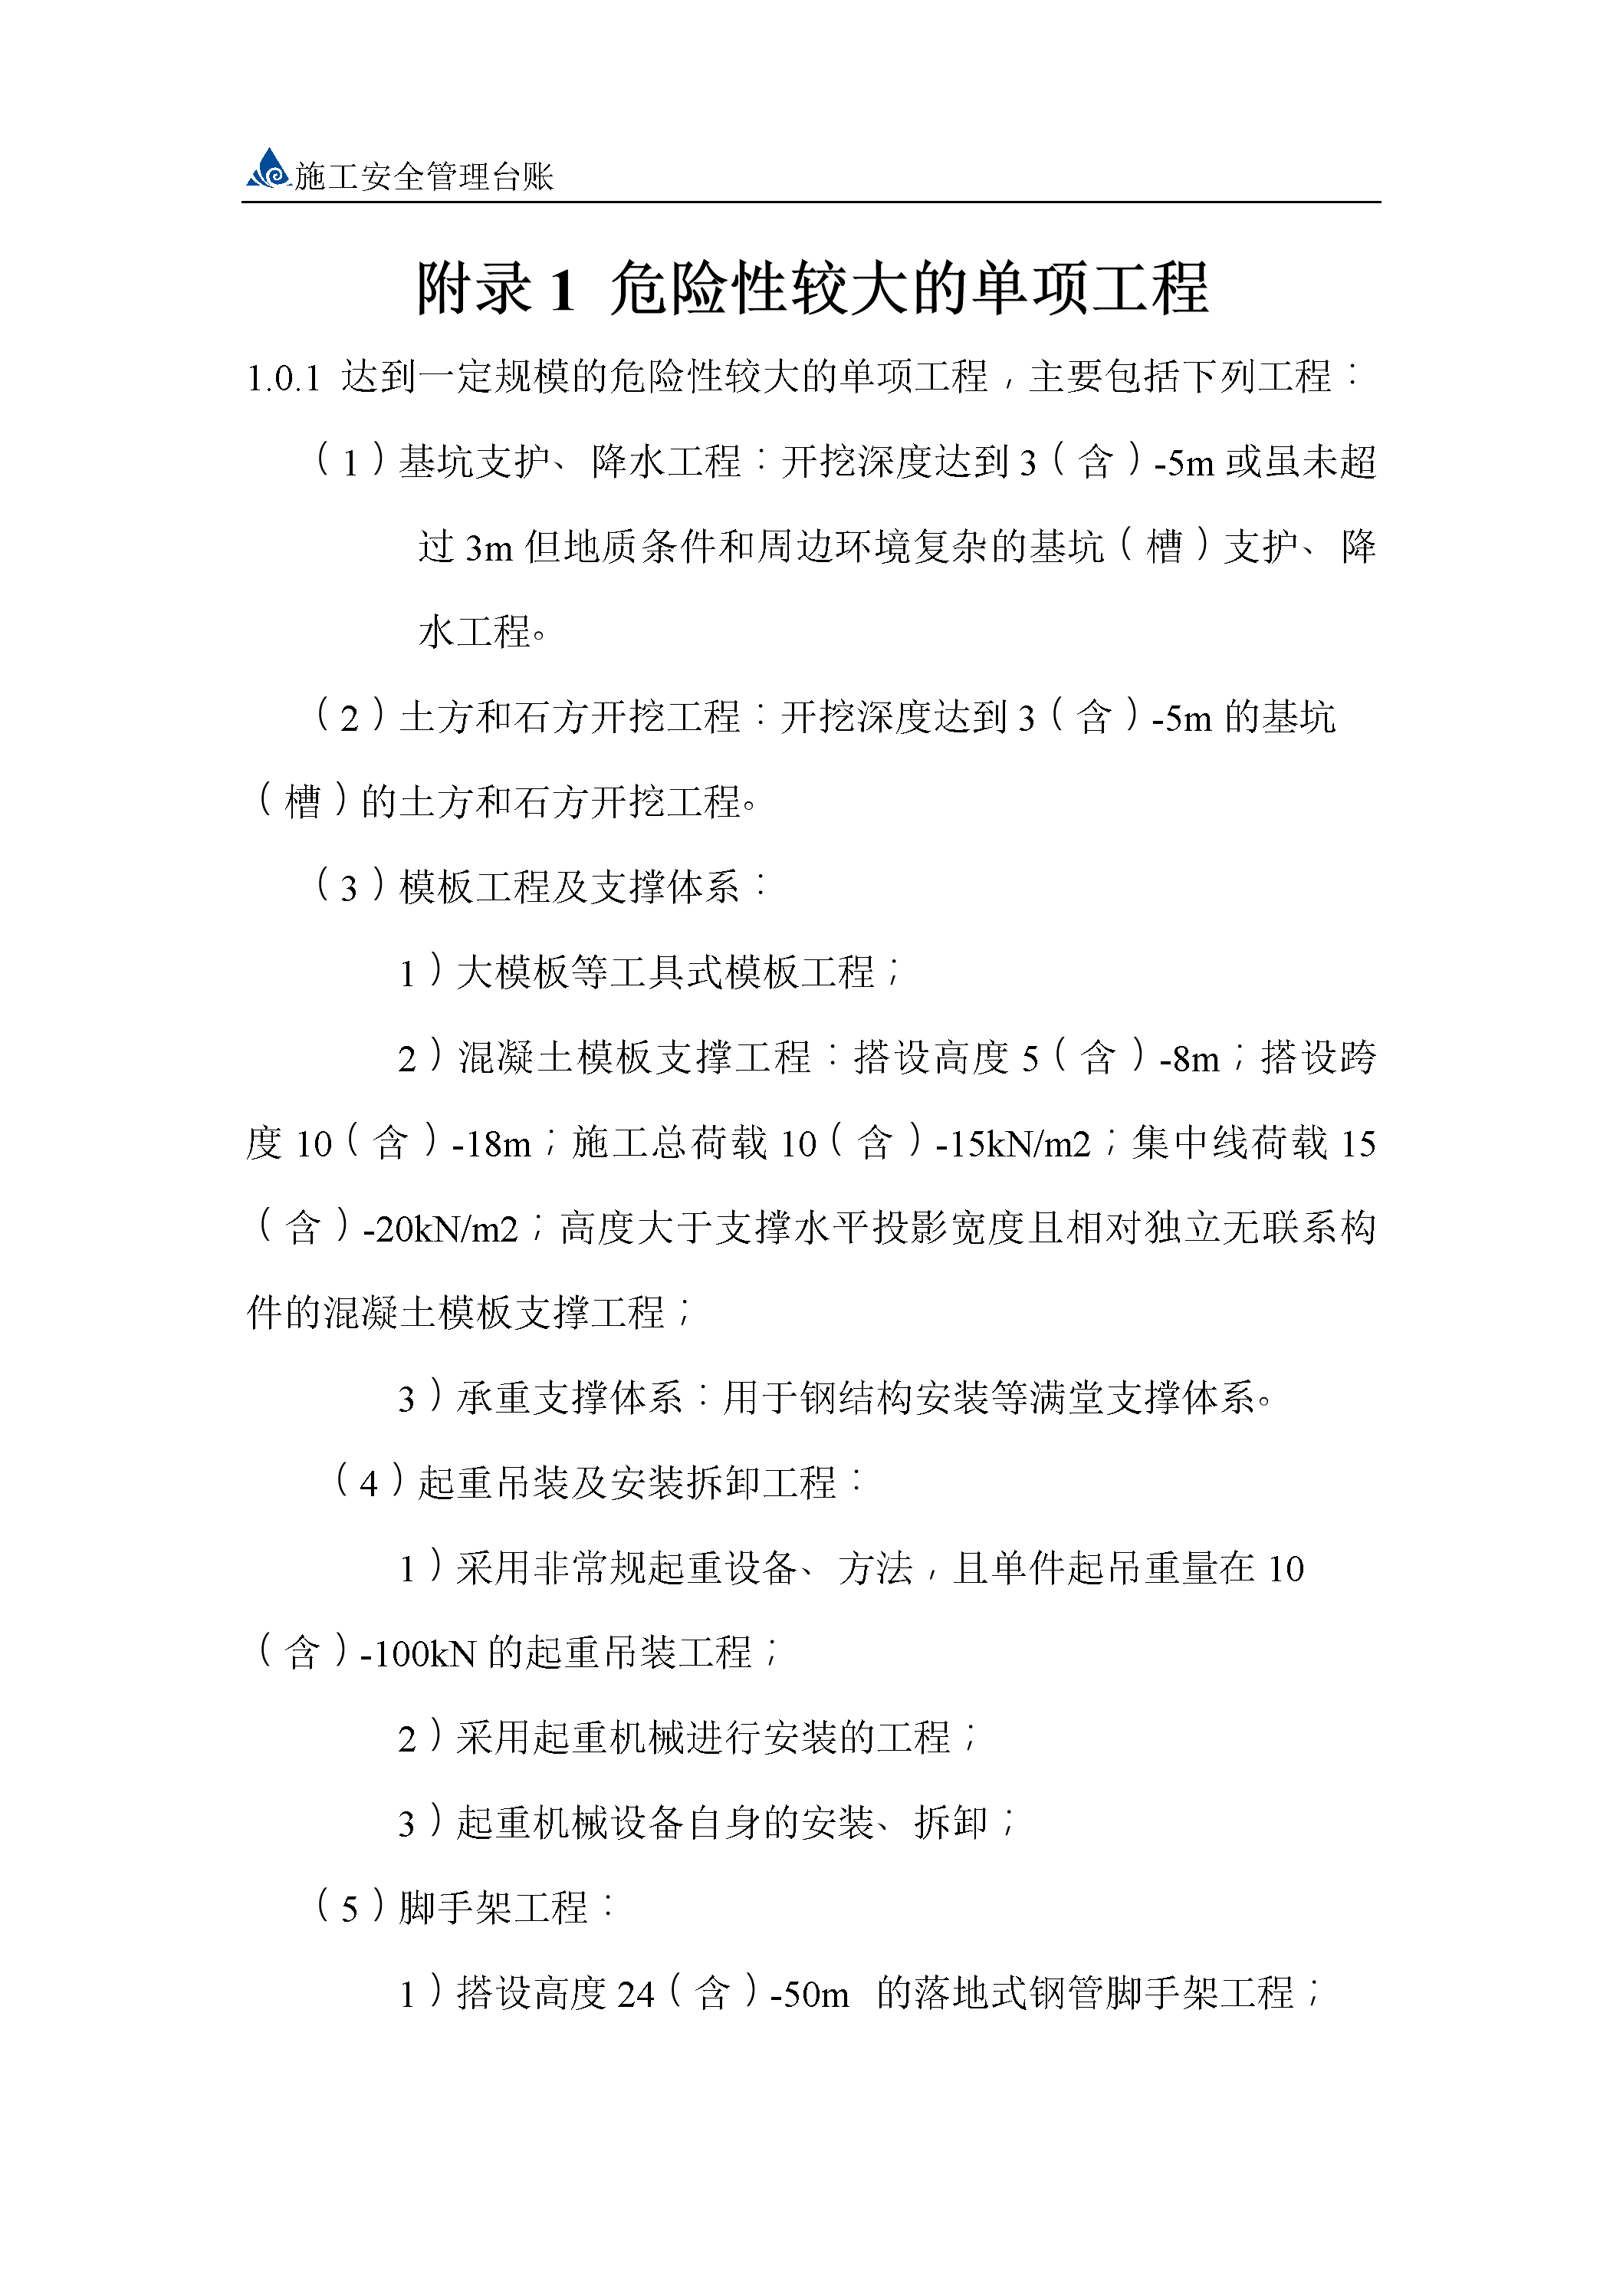 施工安全管理台账
附录 1 危险性较大的单项工程
1.0.1 达到一定规模的危险性较大的单项工程，主要包括下列工程：
（1）基坑支护、降水工程：开挖深度达到 3（含）-5m 或虽未超
过 3m 但地质条件和周边环境复杂的基坑（槽）支护、降
水工程。
（2）土方和石方开挖工程：开挖深度达到 3（含）-5m 的基坑
（槽）的土方和石方开挖工程。
（3）模板工程及支撑体系：
1）大模板等工具式模板工程；
2）混凝土模板支撑工程：搭设高度 5（含）-8m；搭设跨
度 10（含）-18m；施工总荷载 10（含）-15kN/m2；集中线荷载 15
（含）-20kN/m2；高度大于支撑水平投影宽度且相对独立无联系构
件的混凝土模板支撑工程；
3）承重支撑体系：用于钢结构安装等满堂支撑体系。
（4）起重吊装及安装拆卸工程：
1）采用非常规起重设备、方法，且单件起吊重量在 10
（含）-100kN 的起重吊装工程；
2）采用起重机械进行安装的工程；
3）起重机械设备自身的安装、拆卸；
（5）脚手架工程：
1）搭设高度 24（含）-50m 的落地式钢管脚手架工程；